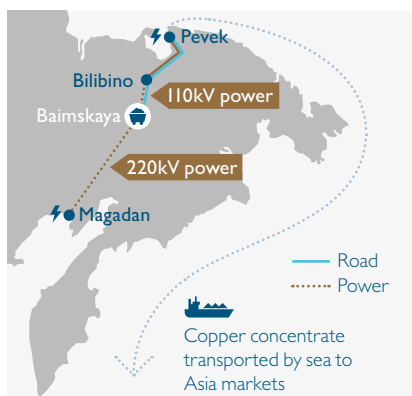 Pevek
Bilibino
110kV power
Baimskaya
220kV power
Magadan
Road
Power
Copper concentrate
transported by sea to
Asia markets